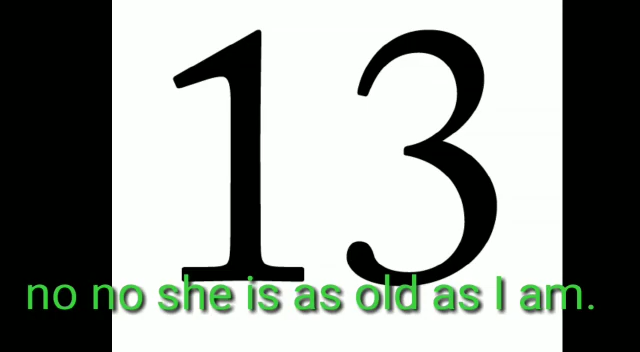 13
no no she is as old as I am.